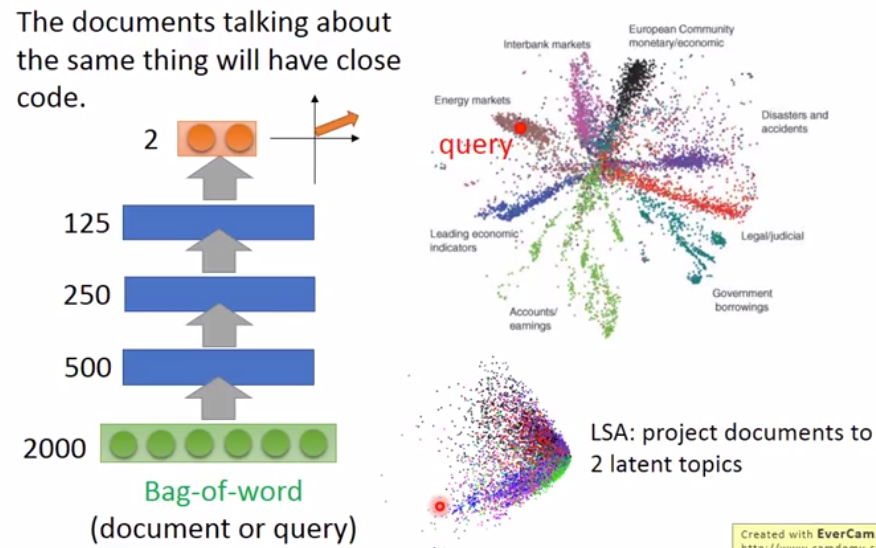 The documents talking about
the same thing will have close
code.
2
125
250
500
2000
Bag-of-word
(document or query)
Interbank markets
European Community
monetary/economic
Energy markets
query
Disasters and
accidents
Leading economic
indicators
Legal/judicial
Government
borrowings
Accounts/
earnings
LSA: project documents to
2 latent topics
Created with EverCam